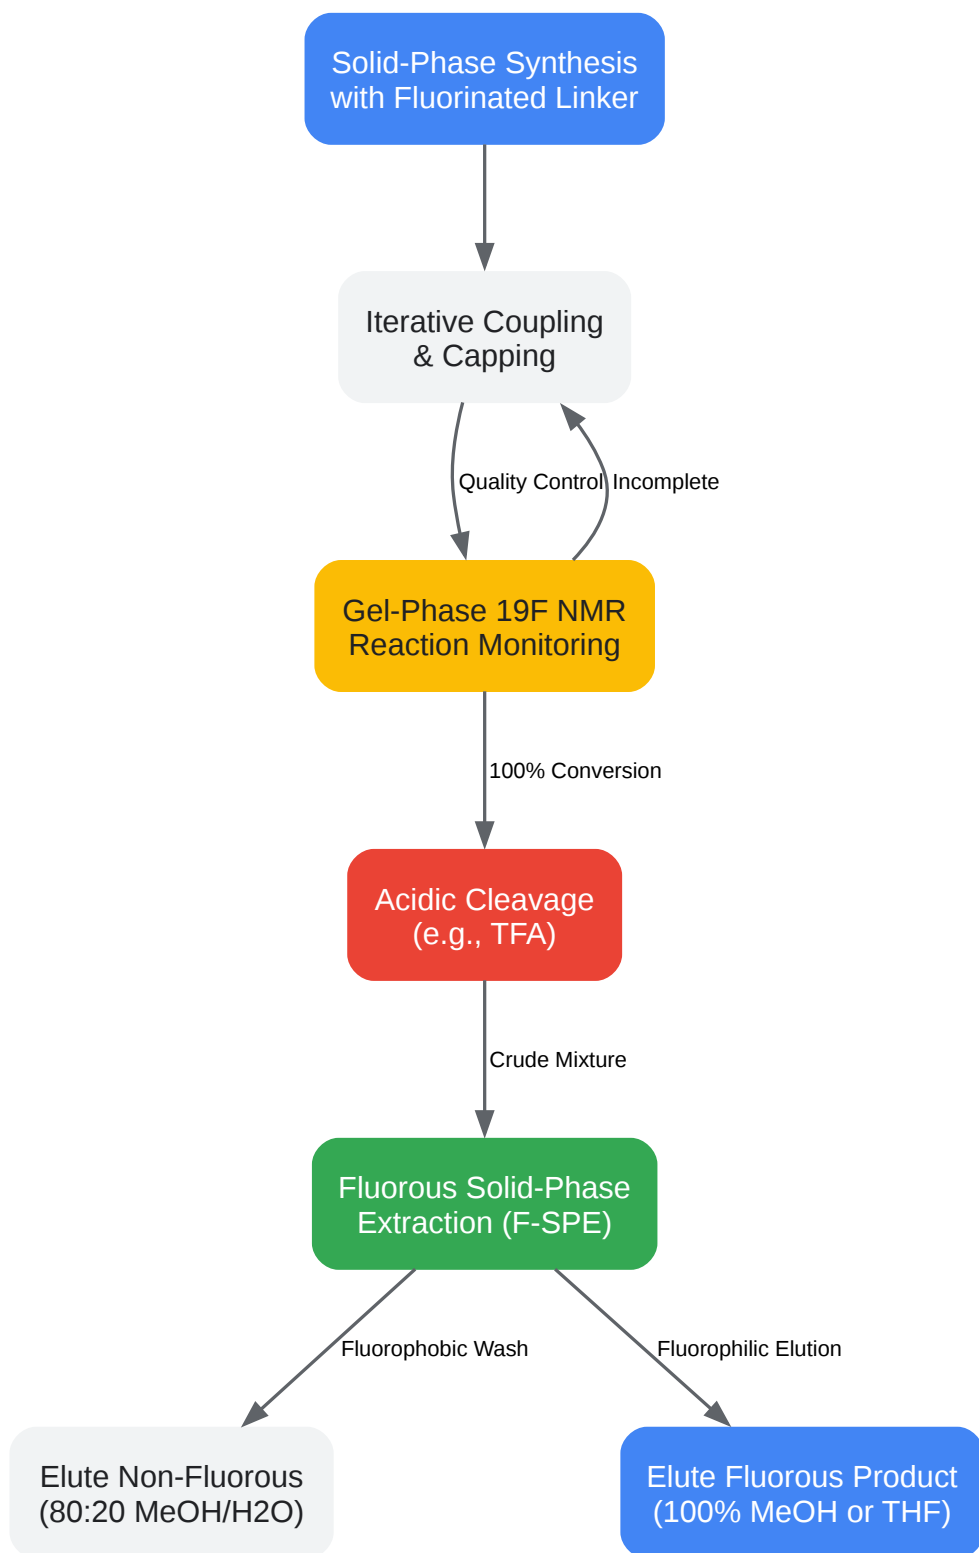 Solid-Phase Synthesis
with Fluorinated Linker
Iterative Coupling
& Capping
Quality Control
Incomplete
Gel-Phase 19F NMR
Reaction Monitoring
100% Conversion
Acidic Cleavage
(e.g., TFA)
Crude Mixture
Fluorous Solid-Phase
Extraction (F-SPE)
Fluorophobic Wash
Fluorophilic Elution
Elute Non-Fluorous
(80:20 MeOH/H2O)
Elute Fluorous Product
(100% MeOH or THF)